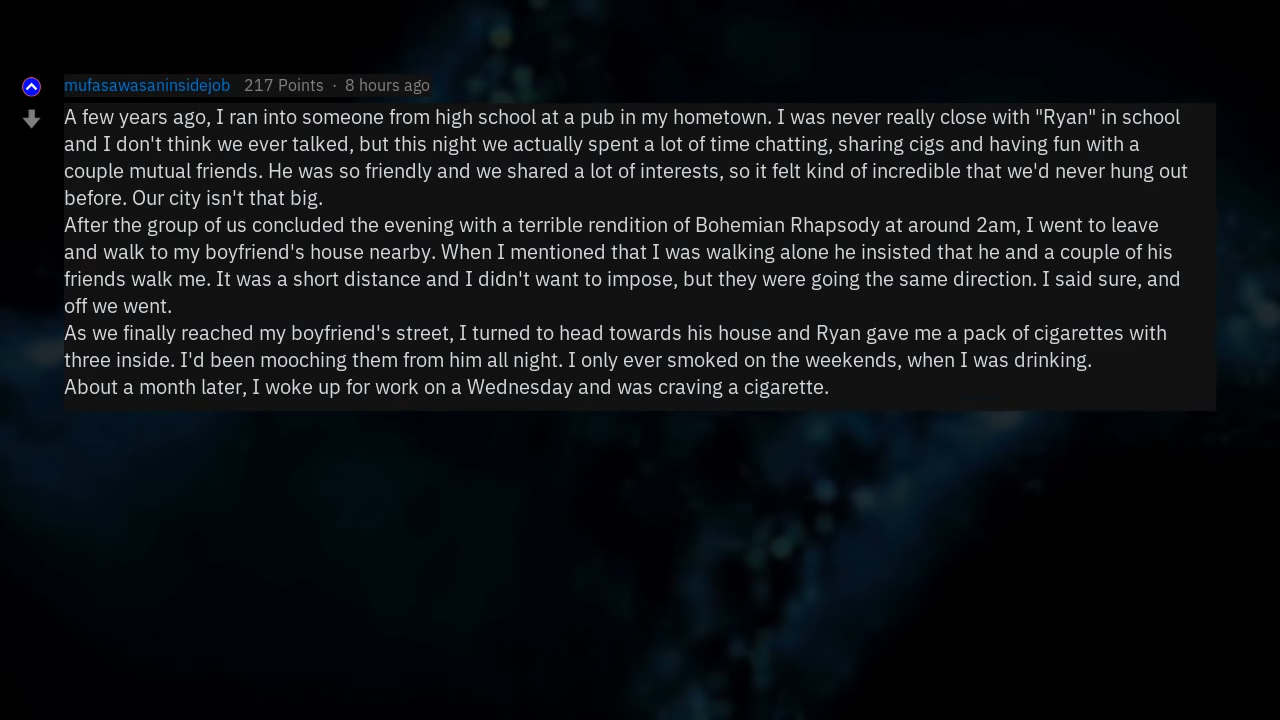 mufasawasaninsidejob 217 Points · 8 hours ago
A few years ago, I ran into someone from high school at a pub in my hometown. I was never really close with "Ryan" in school
and I don't think we ever talked, but this night we actually spent a lot of time chatting, sharing cigs and having fun with a
couple mutual friends. He was so friendly and we shared a lot of interests, so it felt kind of incredible that we'd never hung out
before. Our city isn't that big.
After the group of us concluded the evening with a terrible rendition of Bohemian Rhapsody at around 2am, I went to leave
and walk to my boyfriend's house nearby. When I mentioned that I was walking alone he insisted that he and a couple of his
friends walk me. It was a short distance and I didn't want to impose, but they were going the same direction. I said sure, and
off we went.
As we finally reached my boyfriend's street, I turned to head towards his house and Ryan gave me a pack of cigarettes with
three inside. I'd been mooching them from him all night. I only ever smoked on the weekends, when I was drinking.
About a month later, I woke up for work on a Wednesday and was craving a cigarette.